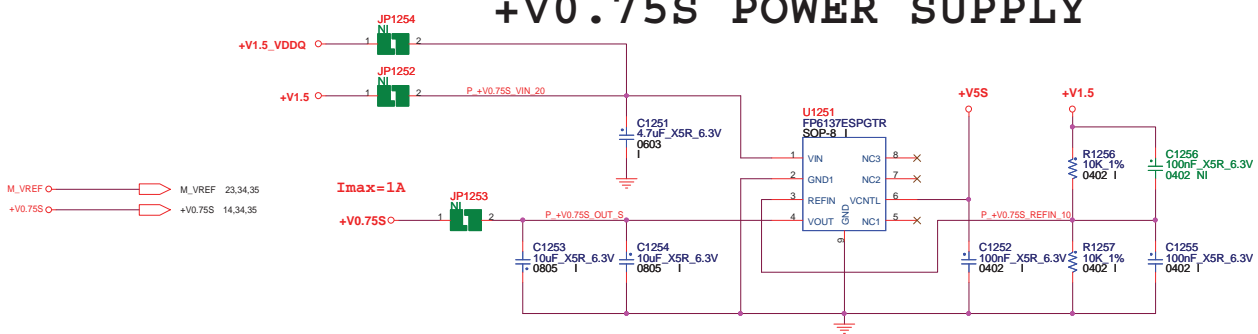 +V0.75S POWER SUPPLY
JP1254
NI
+V1.5_VDDQ
1
2
JP1252
NI
+V1.5
1
2
P_+V0.75S_VIN_20
C1251
4.7uF_X5R_6.3V
0603
I
U1251
FP6137ESPGTR
SOP-8 I
1 VIN NC3 8
2 GND1 NC2 7
3 REFIN VCNTL 6
4 VOUT NC1 5
GND
9
+V5S
+V1.5
R1256
10K_1%
0402 I
C1256
100nF_X5R_6.3V
0402 NI
M_VREF
M_VREF 23,34,35
+V0.75S
+V0.75S 14,34,35
Imax=1A
JP1253
NI
+V0.75S
1
2
P_+V0.75S_OUT_S
P_+V0.75S_REFIN_10
C1253
10uF_X5R_6.3V
0805 I
C1254
10uF_X5R_6.3V
0805 I
C1252
100nF_X5R_6.3V
0402 I
R1257
10K_1%
0402 I
C1255
100nF_X5R_6.3V
0402 I